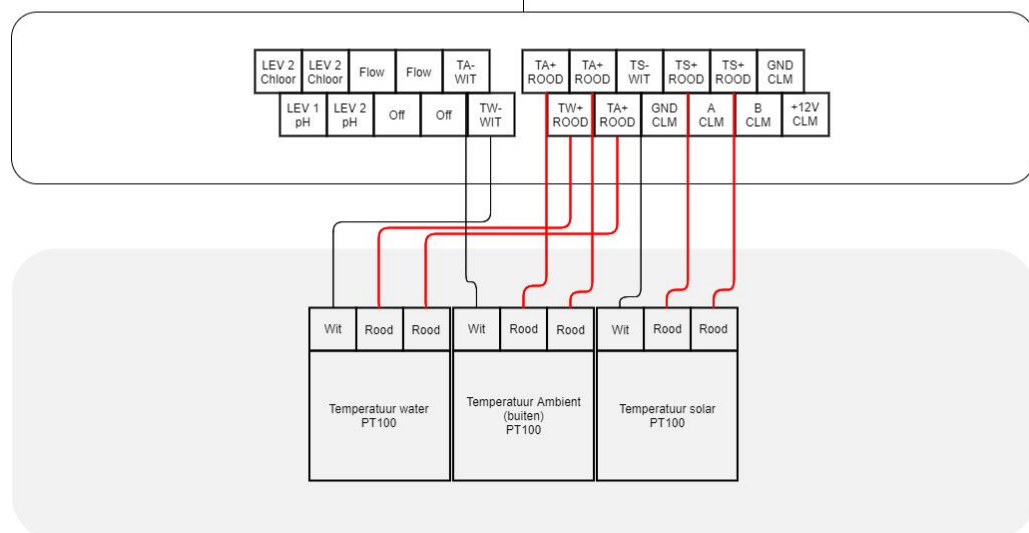 LEV 2
Chloor
LEV 2
Chloor
Flow
Flow
TA-
WIT
TA+
ROOD
TA+
ROOD
TS-
WIT
TS+
ROOD
TS+
ROOD
GND
CLM
LEV 1
pH
LEV 2
pH
Off
Off
TW-
WIT
TW+
ROOD
TA+
ROOD
GND
CLM
A
CLM
B
CLM
+12V
CLM
Wit
Rood
Rood
Wit
Rood
Rood
Wit
Rood
Rood
Temperatuur water
PT100
Temperatuur Ambient
(buiten)
PT100
Temperatuur solar
PT100